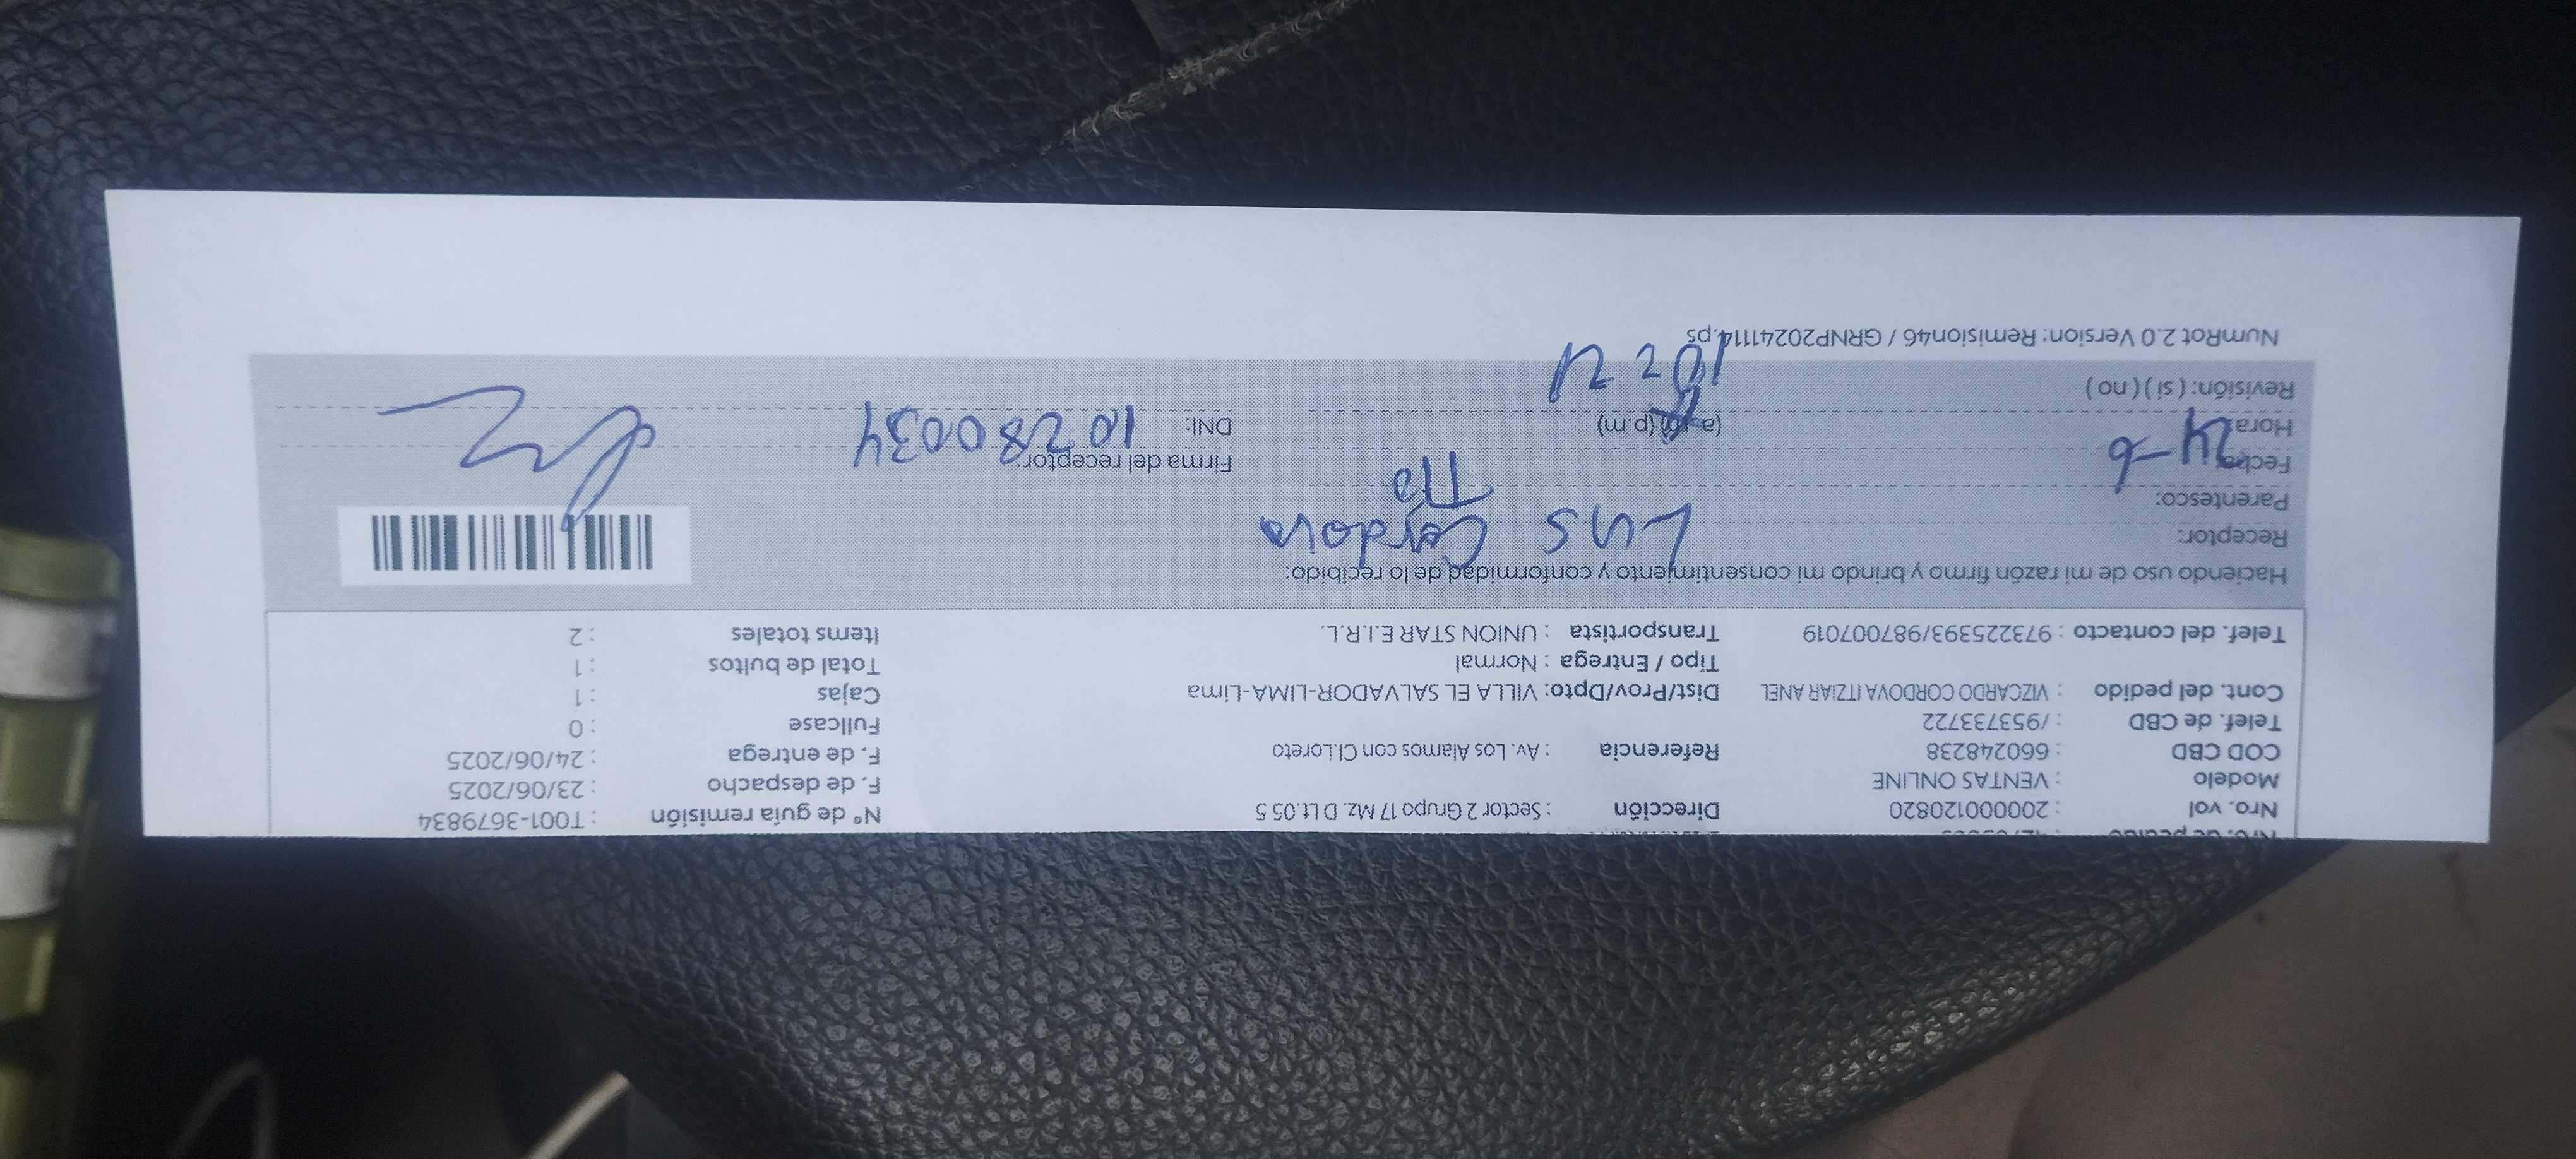 Nro. vol : 200000120820 Dirección : Sector 2 Grupo 17 Mz. D Lt. 05 5 N° de guía remisión : T001-3679834
Modelo : VENTAS ONLINE F. de despacho : 23/06/2025
COD CBD : 660248238 Referencia : Av. Los Alamos con Cl.Loreto F. de entrega : 24/06/2025
Telef. de CBD : /953733722 Fullcase : 0
Cont. del pedido : VIZCARDO CORDOVA ITZIAR ANEL Dist/Prov/Dpto: VILLA EL SALVADOR-LIMA-Lima Cajas : 1
Tipo / Entrega : Normal Total de bultos : 1
Telef. del contacto : 973225393/987007019 Transportista : UNION STAR E.I.R.L. Items totales : 2
Haciendo uso de mi razón firmo y brindo mi consentimiento y conformidad de lo recibido:
Receptor: Luis Cordova
Parentesco: Tio
Fecha: 24-6 Firma del receptor:
Hora: (a.m) (p.m) DNI: 10280034
Revisión: ( si ) ( no )
NumRot 2.0 Version: Remision46 / GRNP20241114.ps